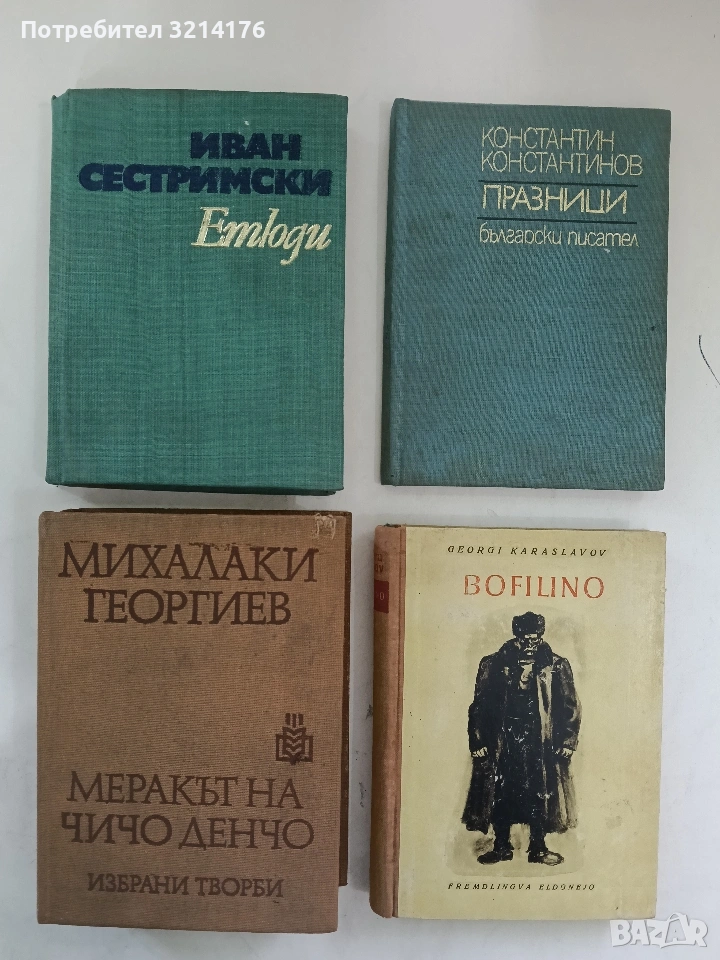 Потребител 3214176
ИВАН
СЕСТРИМСКИ
Етюди
КОНСТАНТИН
КОНСТАНТИНОВ
ПРАЗНИЦИ
български писател
МИХАЛАКИ
ГЕОРГИЕВ
МЕРАКЪТ НА
ЧИЧО ДЕНЧО
ИЗБРАНИ ТВОРБИ
GEORGI KARASLAVOV
BOFILINO
FREMDLINGVA ELDONEJO
BAZAR